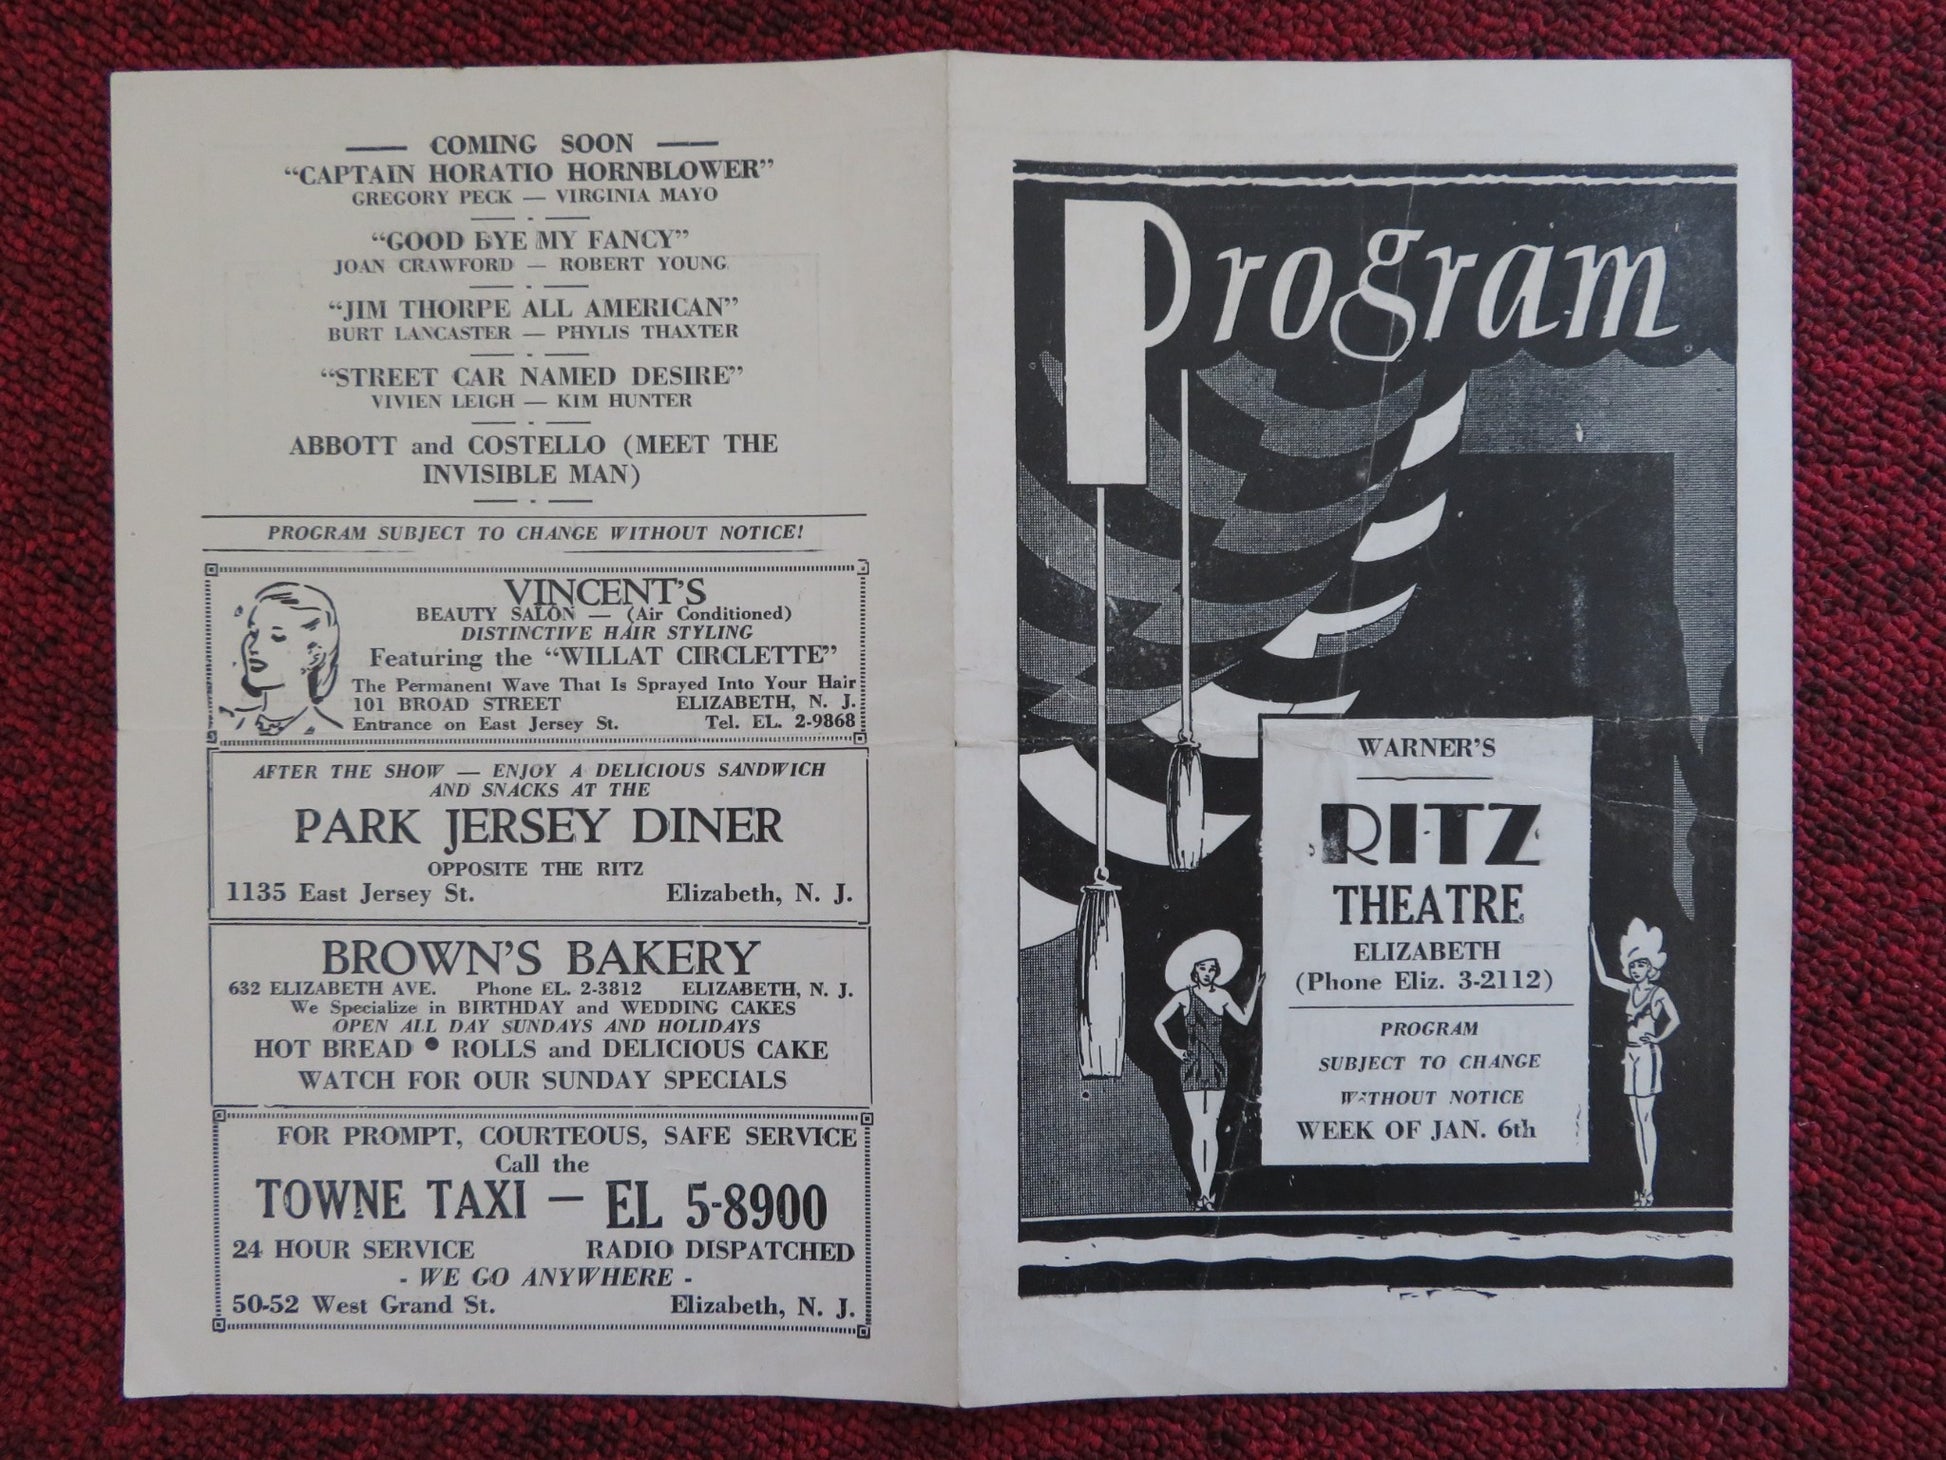 COMING SOON
"CAPTAIN HORATIO HORNBLOWER"
GREGORY PECK — VIRGINIA MAYO
"GOOD BYE MY FANCY"
JOAN CRAWFORD — ROBERT YOUNG
"JIM THORPE ALL AMERICAN"
BURT LANCASTER — PHYLIS THAXTER
"STREET CAR NAMED DESIRE"
VIVIEN LEIGH — KIM HUNTER
ABBOTT and COSTELLO (MEET THE
INVISIBLE MAN)
PROGRAM SUBJECT TO CHANGE WITHOUT NOTICE!
VINCENT'S
BEAUTY SALON — (Air Conditioned)
DISTINCTIVE HAIR STYLING
Featuring the "WILLAT CIRCLETTE"
The Permanent Wave That Is Sprayed Into Your Hair
101 BROAD STREET ELIZABETH, N. J.
Entrance on East Jersey St. Tel. EL. 2-9868
AFTER THE SHOW — ENJOY A DELICIOUS SANDWICH
AND SNACKS AT THE
PARK JERSEY DINER
OPPOSITE THE RITZ
1135 East Jersey St. Elizabeth, N. J.
BROWN'S BAKERY
632 ELIZABETH AVE. Phone EL. 2-3812 ELIZABETH, N. J.
We Specialize in BIRTHDAY and WEDDING CAKES
OPEN ALL DAY SUNDAYS AND HOLIDAYS
HOT BREAD • ROLLS and DELICIOUS CAKE
WATCH FOR OUR SUNDAY SPECIALS
FOR PROMPT, COURTEOUS, SAFE SERVICE
Call the
TOWNE TAXI — EL 5-8900
24 HOUR SERVICE RADIO DISPATCHED
- WE GO ANYWHERE -
50-52 West Grand St. Elizabeth, N. J.
Program
WARNER'S
RITZ
THEATRE
ELIZABETH
(Phone Eliz. 3-2112)
PROGRAM
SUBJECT TO CHANGE
WITHOUT NOTICE
WEEK OF JAN. 6th